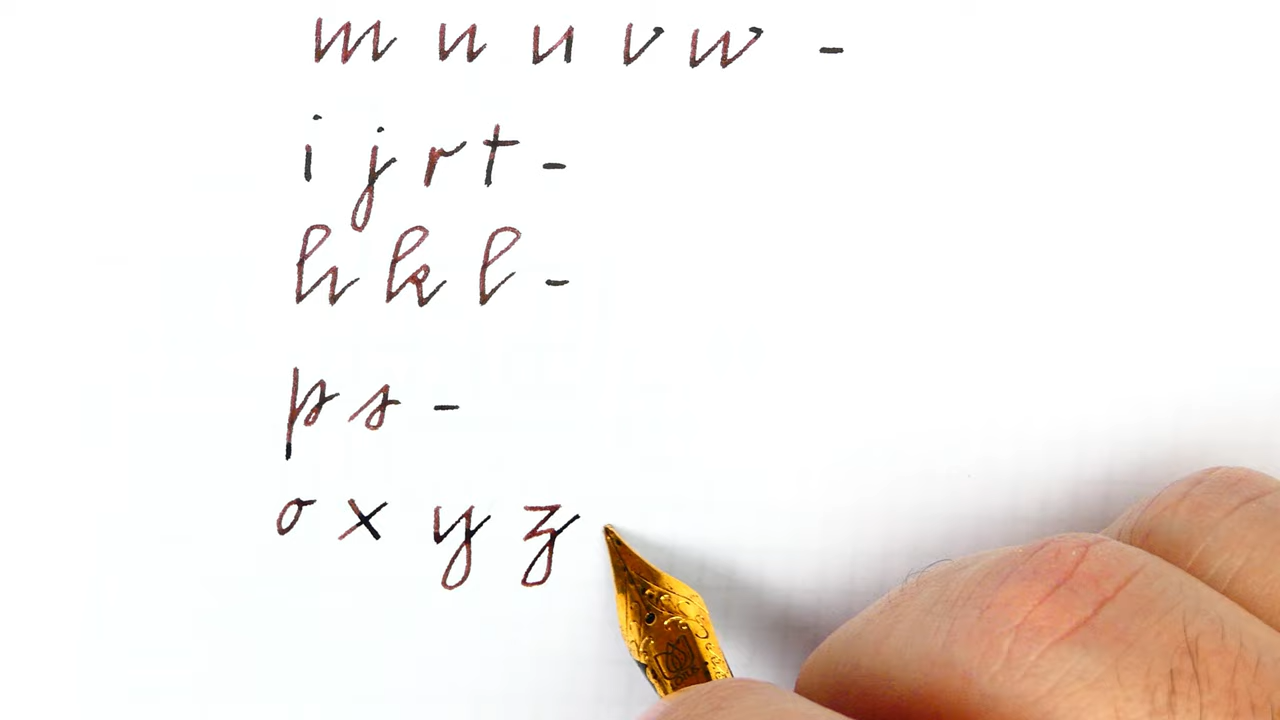 m n u v w -
i j r t -
h k l -
p s -
o x y z